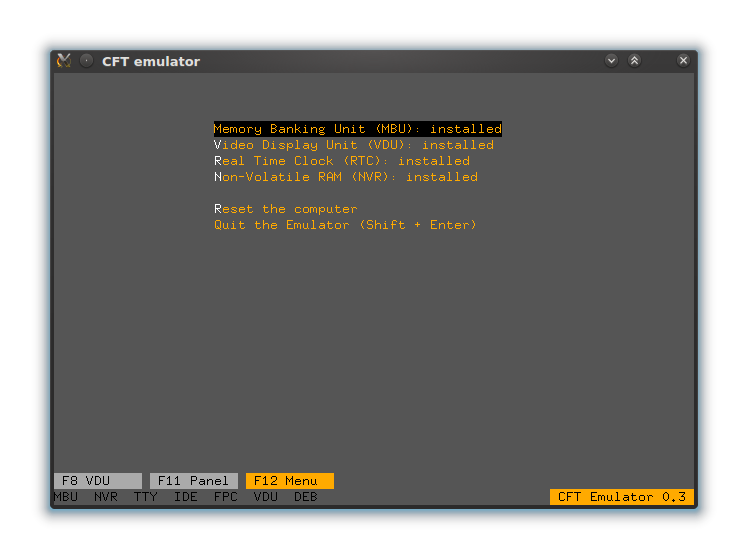 CFT emulator
Memory Banking Unit (MBU): installed
Video Display Unit (VDU): installed
Real Time Clock (RTC): installed
Non-Volatile RAM (NVR): installed
Reset the computer
Quit the Emulator (Shift + Enter)
F8 VDU F11 Panel F12 Menu
MBU NVR TTY IDE FPC VDU DEB CFT Emulator 0.3